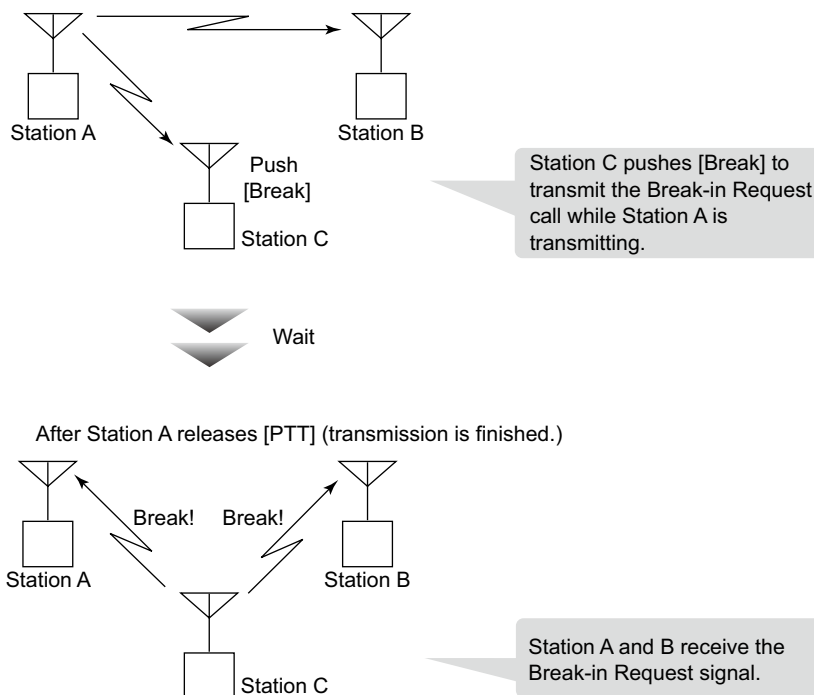 Station A
Station B
Push
[Break]
Station C
Station C pushes [Break] to
transmit the Break-in Request
call while Station A is
transmitting.
Wait
After Station A releases [PTT] (transmission is finished.)
Break!
Break!
Station A
Station B
Station C
Station A and B receive the
Break-in Request signal.